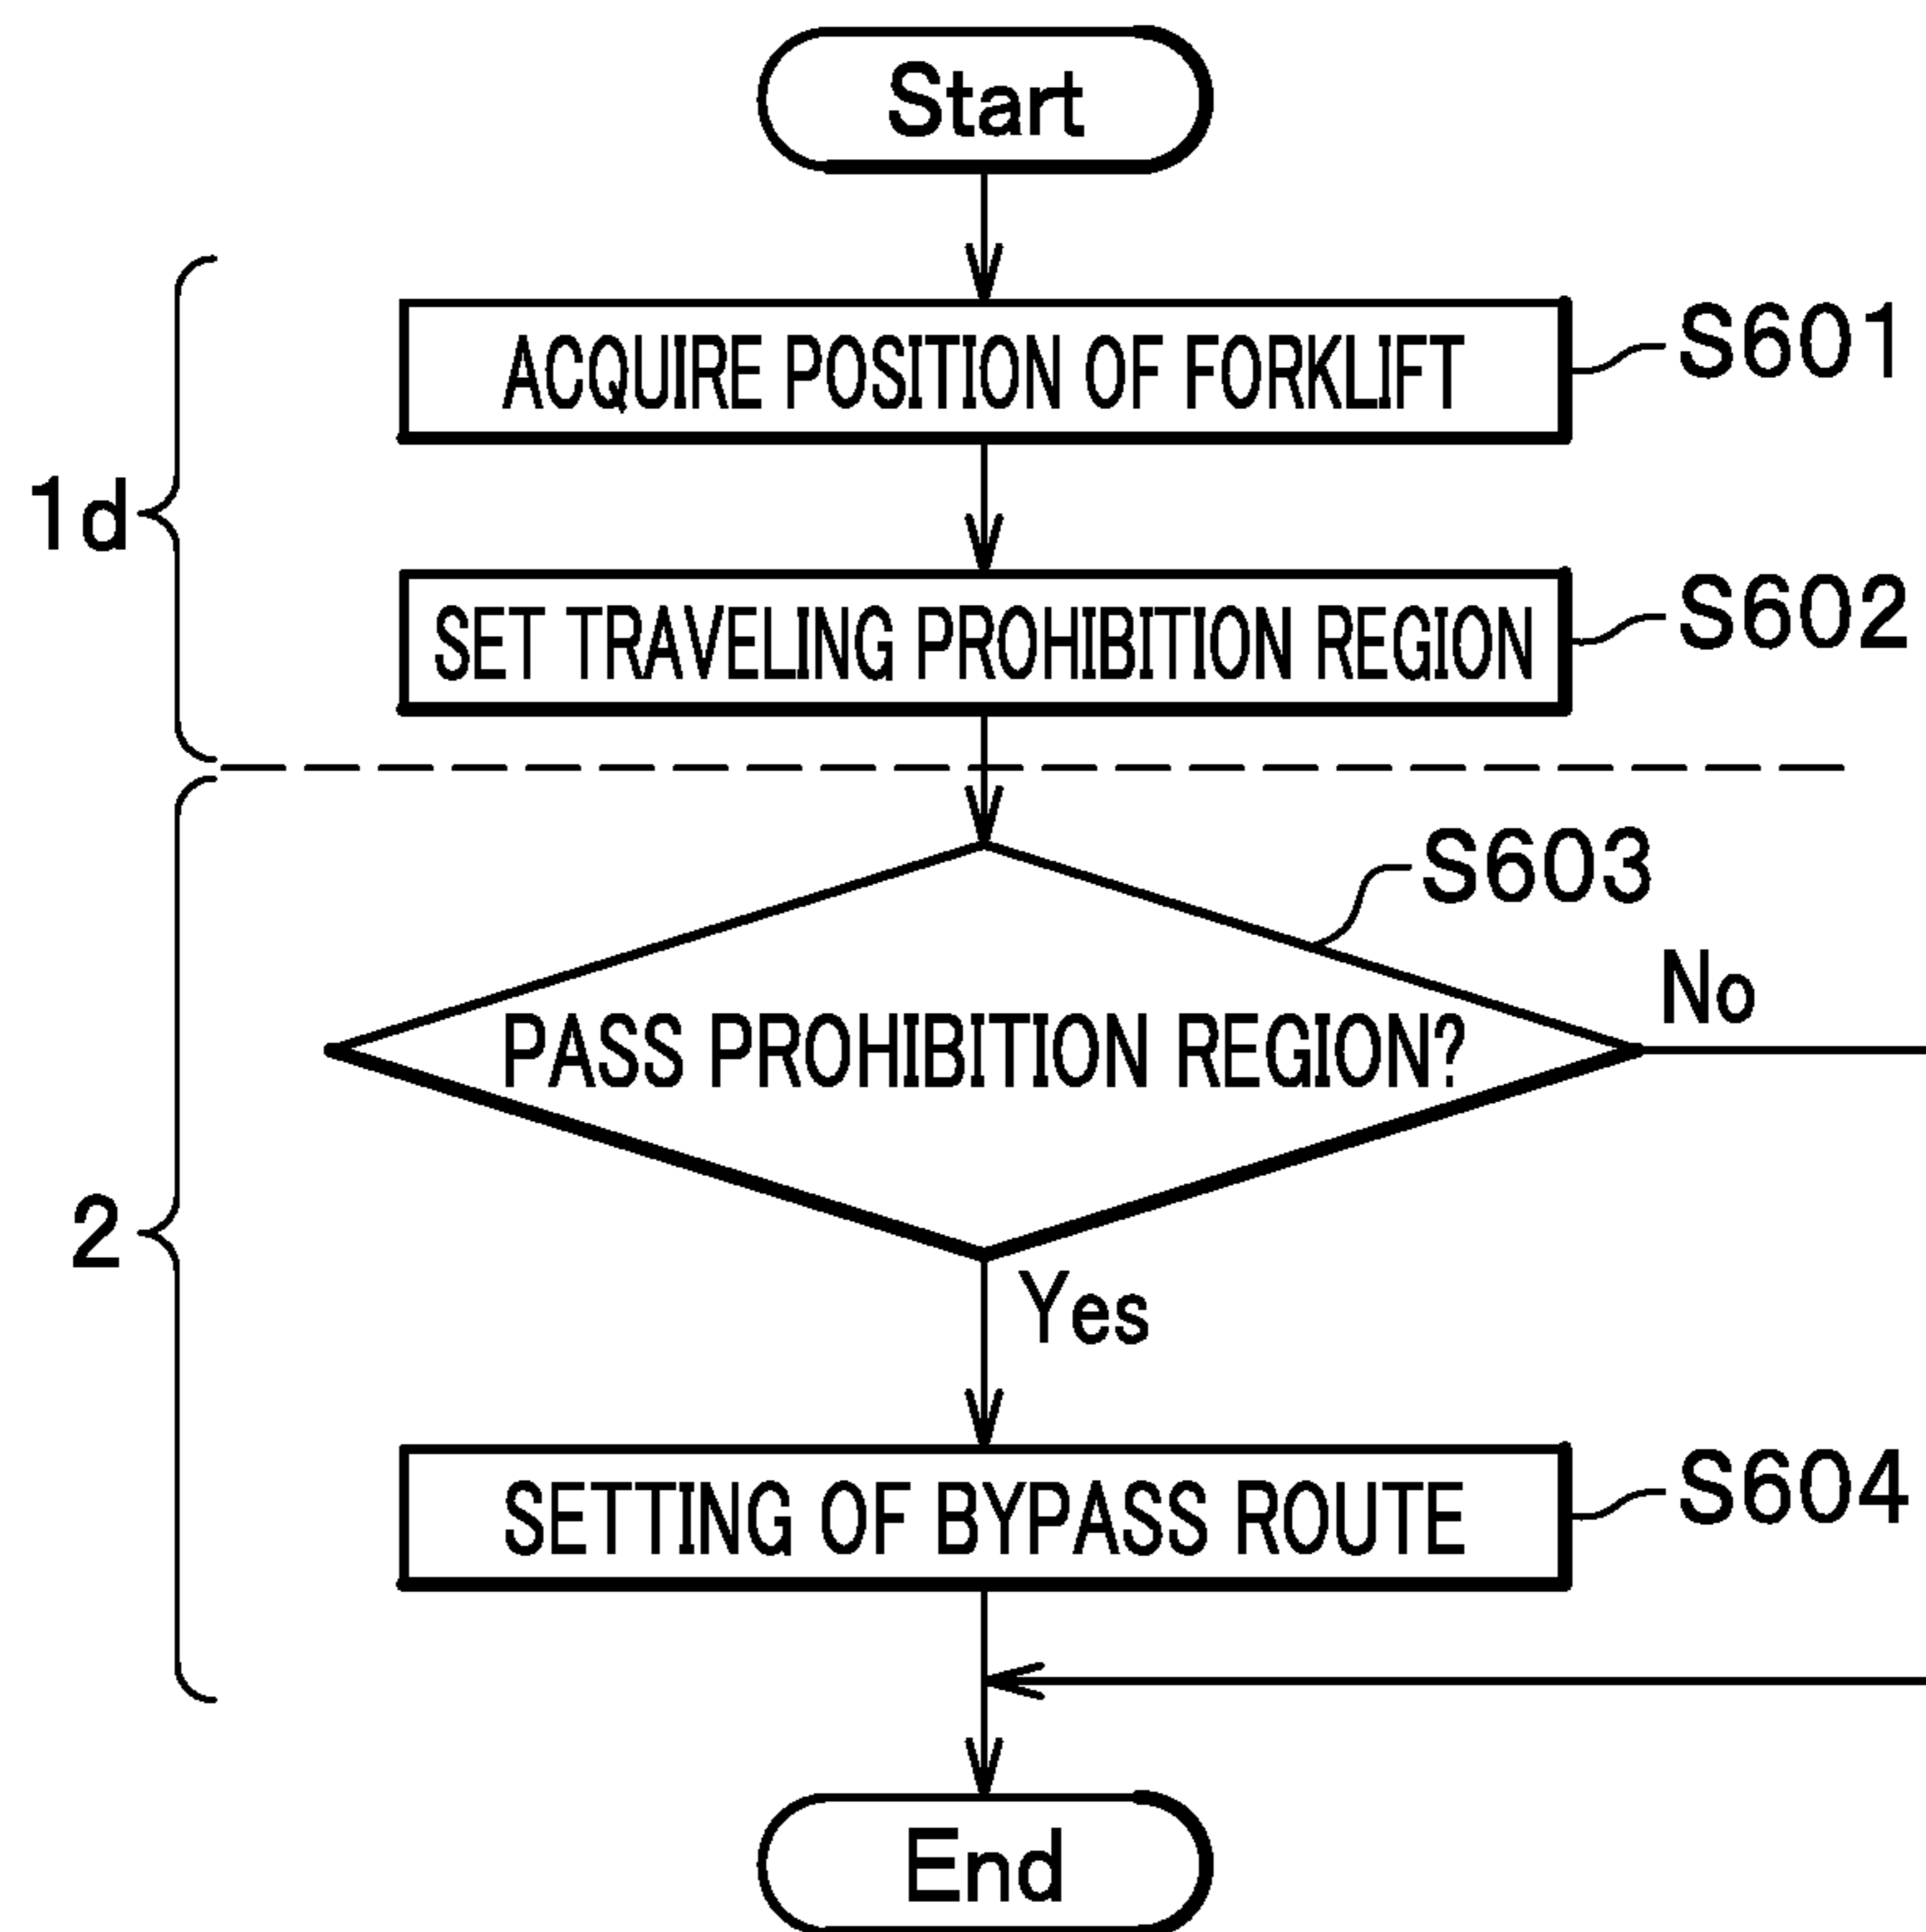 Start
ACQUIRE POSITION OF FORKLIFT
S601
1d
SET TRAVELING PROHIBITION REGION
S602
S603
PASS PROHIBITION REGION?
No
2
Yes
SETTING OF BYPASS ROUTE
S604
End